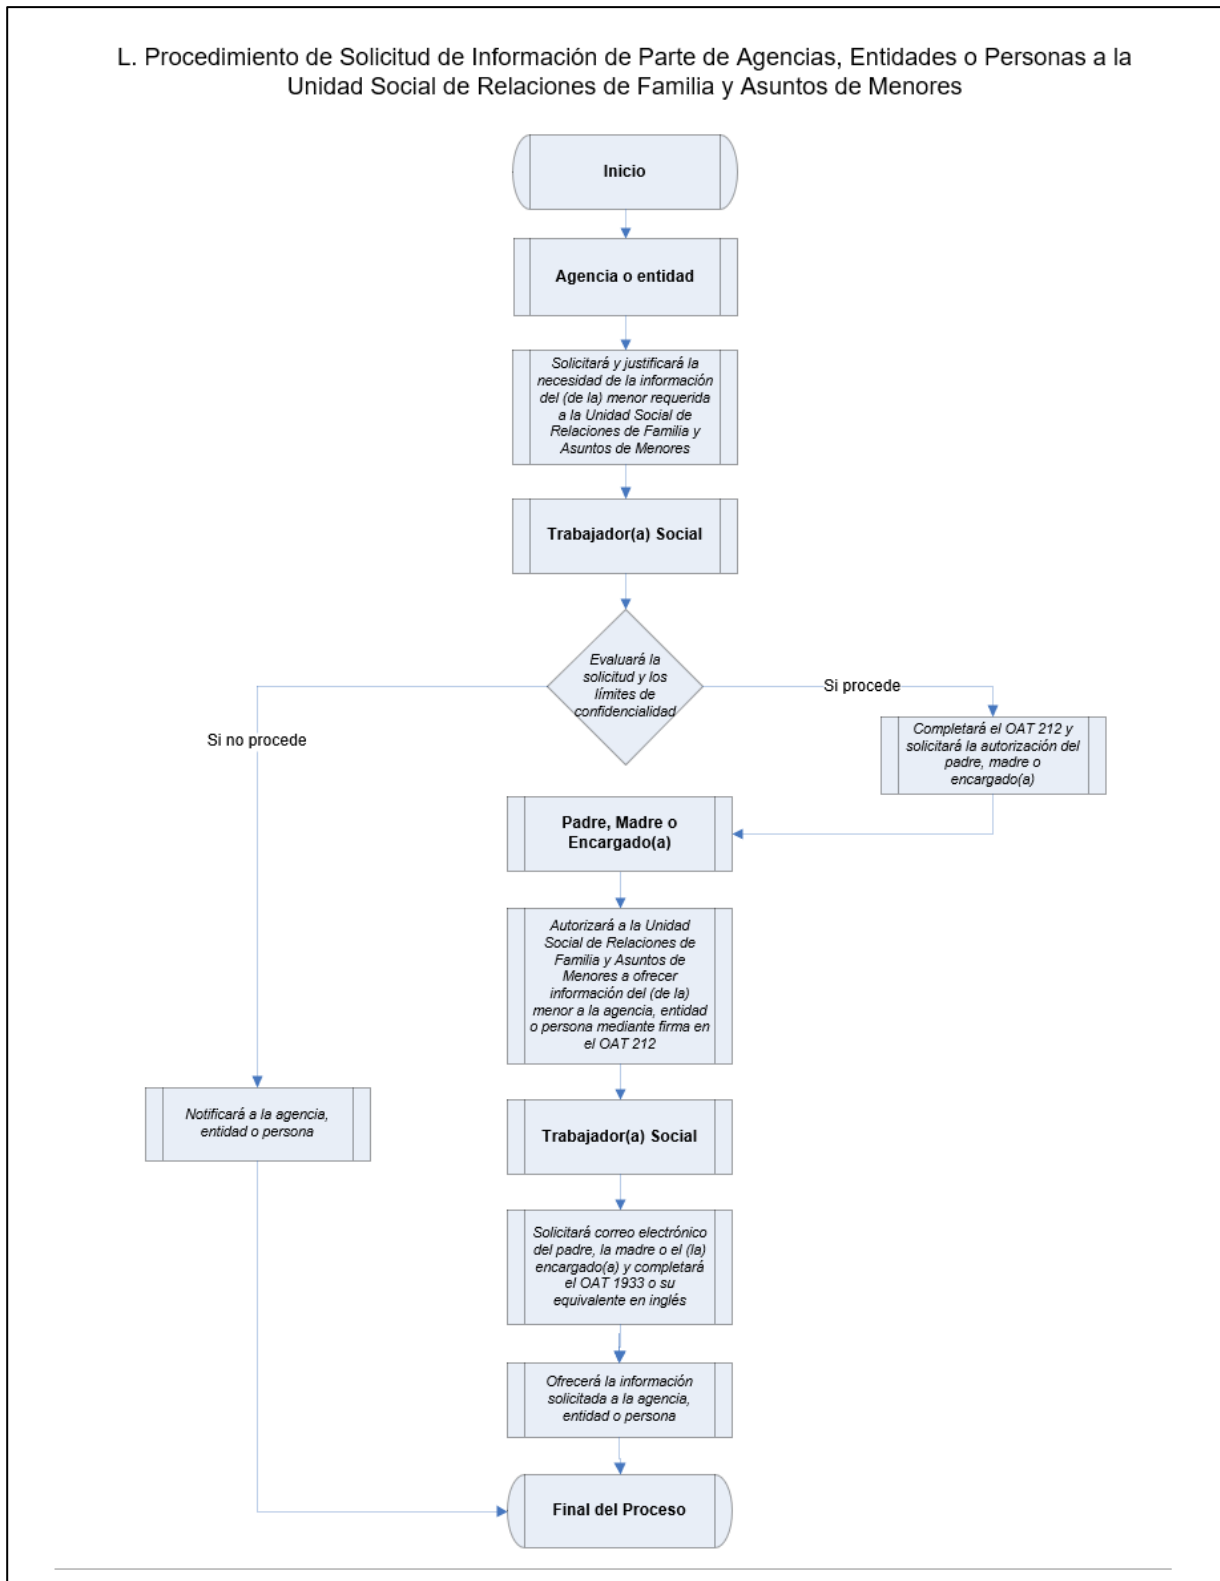 L. Procedimiento de Solicitud de Información de Parte de Agencias, Entidades o Personas a la
Unidad Social de Relaciones de Familia y Asuntos de Menores
Inicio
Agencia o entidad
Solicitará y justificará la
necesidad de la información
del (de la) menor requerida
a la Unidad Social de
Relaciones de Familia y
Asuntos de Menores
Trabajador(a) Social
Evaluará la
solicitud y los
límites de
confidencialidad
Si procede
Completará el OAT 212 y
solicitará la autorización del
padre, madre o
encargado(a)
Si no procede
Padre, Madre o
Encargado(a)
Autorizará a la Unidad
Social de Relaciones de
Familia y Asuntos de
Menores a ofrecer
información del (de la)
menor a la agencia, entidad
o persona mediante firma en
el OAT 212
Notificará a la agencia,
entidad o persona
Trabajador(a) Social
Solicitará correo electrónico
del padre, la madre o el (la)
encargado(a) y completará
el OAT 1933 o su
equivalente en inglés
Ofrecerá la información
solicitada a la agencia,
entidad o persona
Final del Proceso